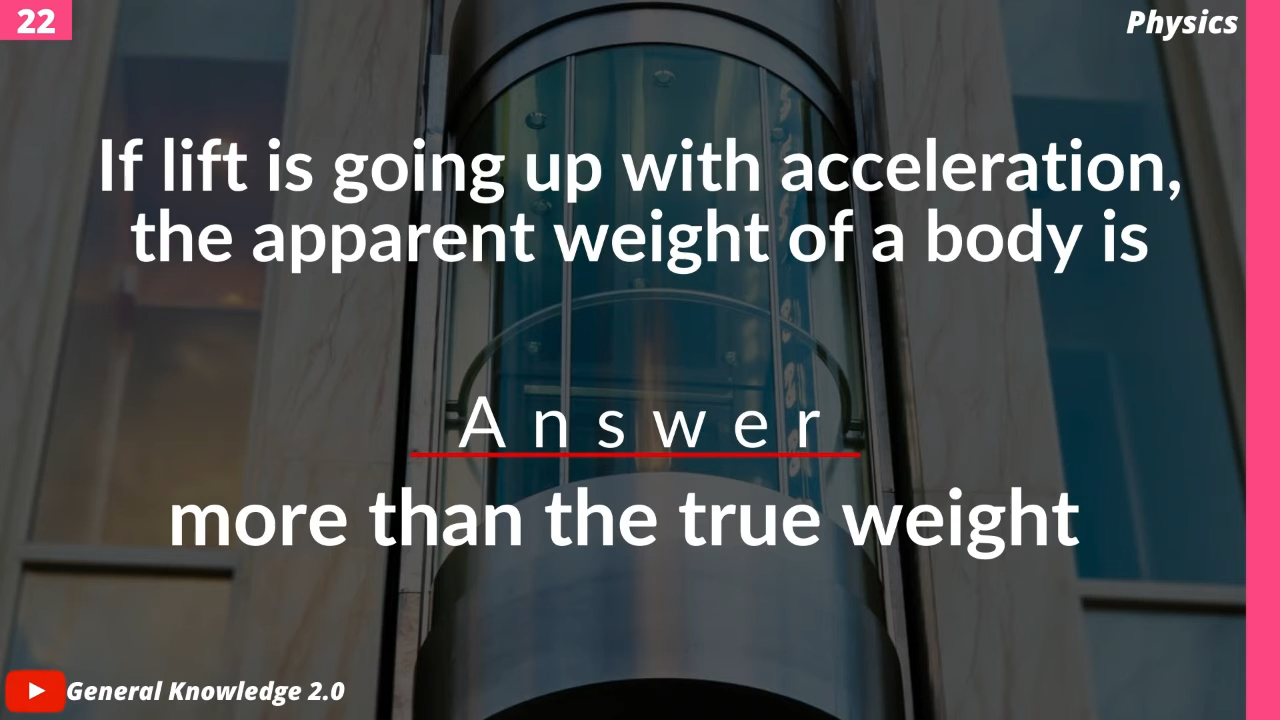 22
Physics
If lift is going up with acceleration,
the apparent weight of a body is
Answer
more than the true weight
General Knowledge 2.0